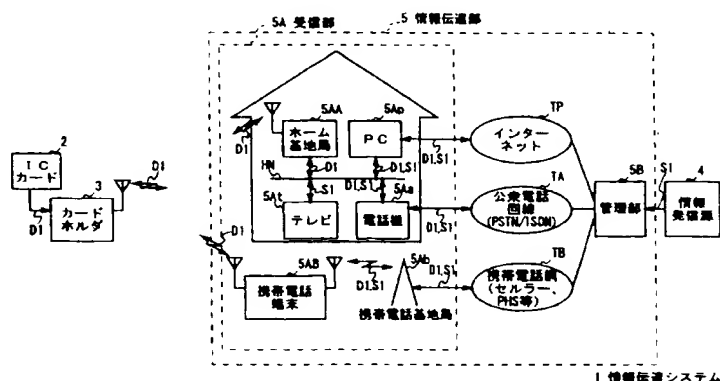 5A 受信部
5 情報伝達部
2
ICカード
D1
3
カードホルダ
D1
D1
5AA
ホーム基地局
D1
HN
5Ap
PC
D1,S1
S1
D1,S1
5At
テレビ
5Aa
電話機
D1,S1
D1,S1
TP
インターネット
TA
公衆電話回線
(PSTN/ISDN)
TB
携帯電話網
(セルラー、PHS等)
5B
管理部
S1
4
情報発信源
D1
5AB
携帯電話端末
D1,S1
5Ab
携帯電話基地局
D1,S1
1 情報伝達システム